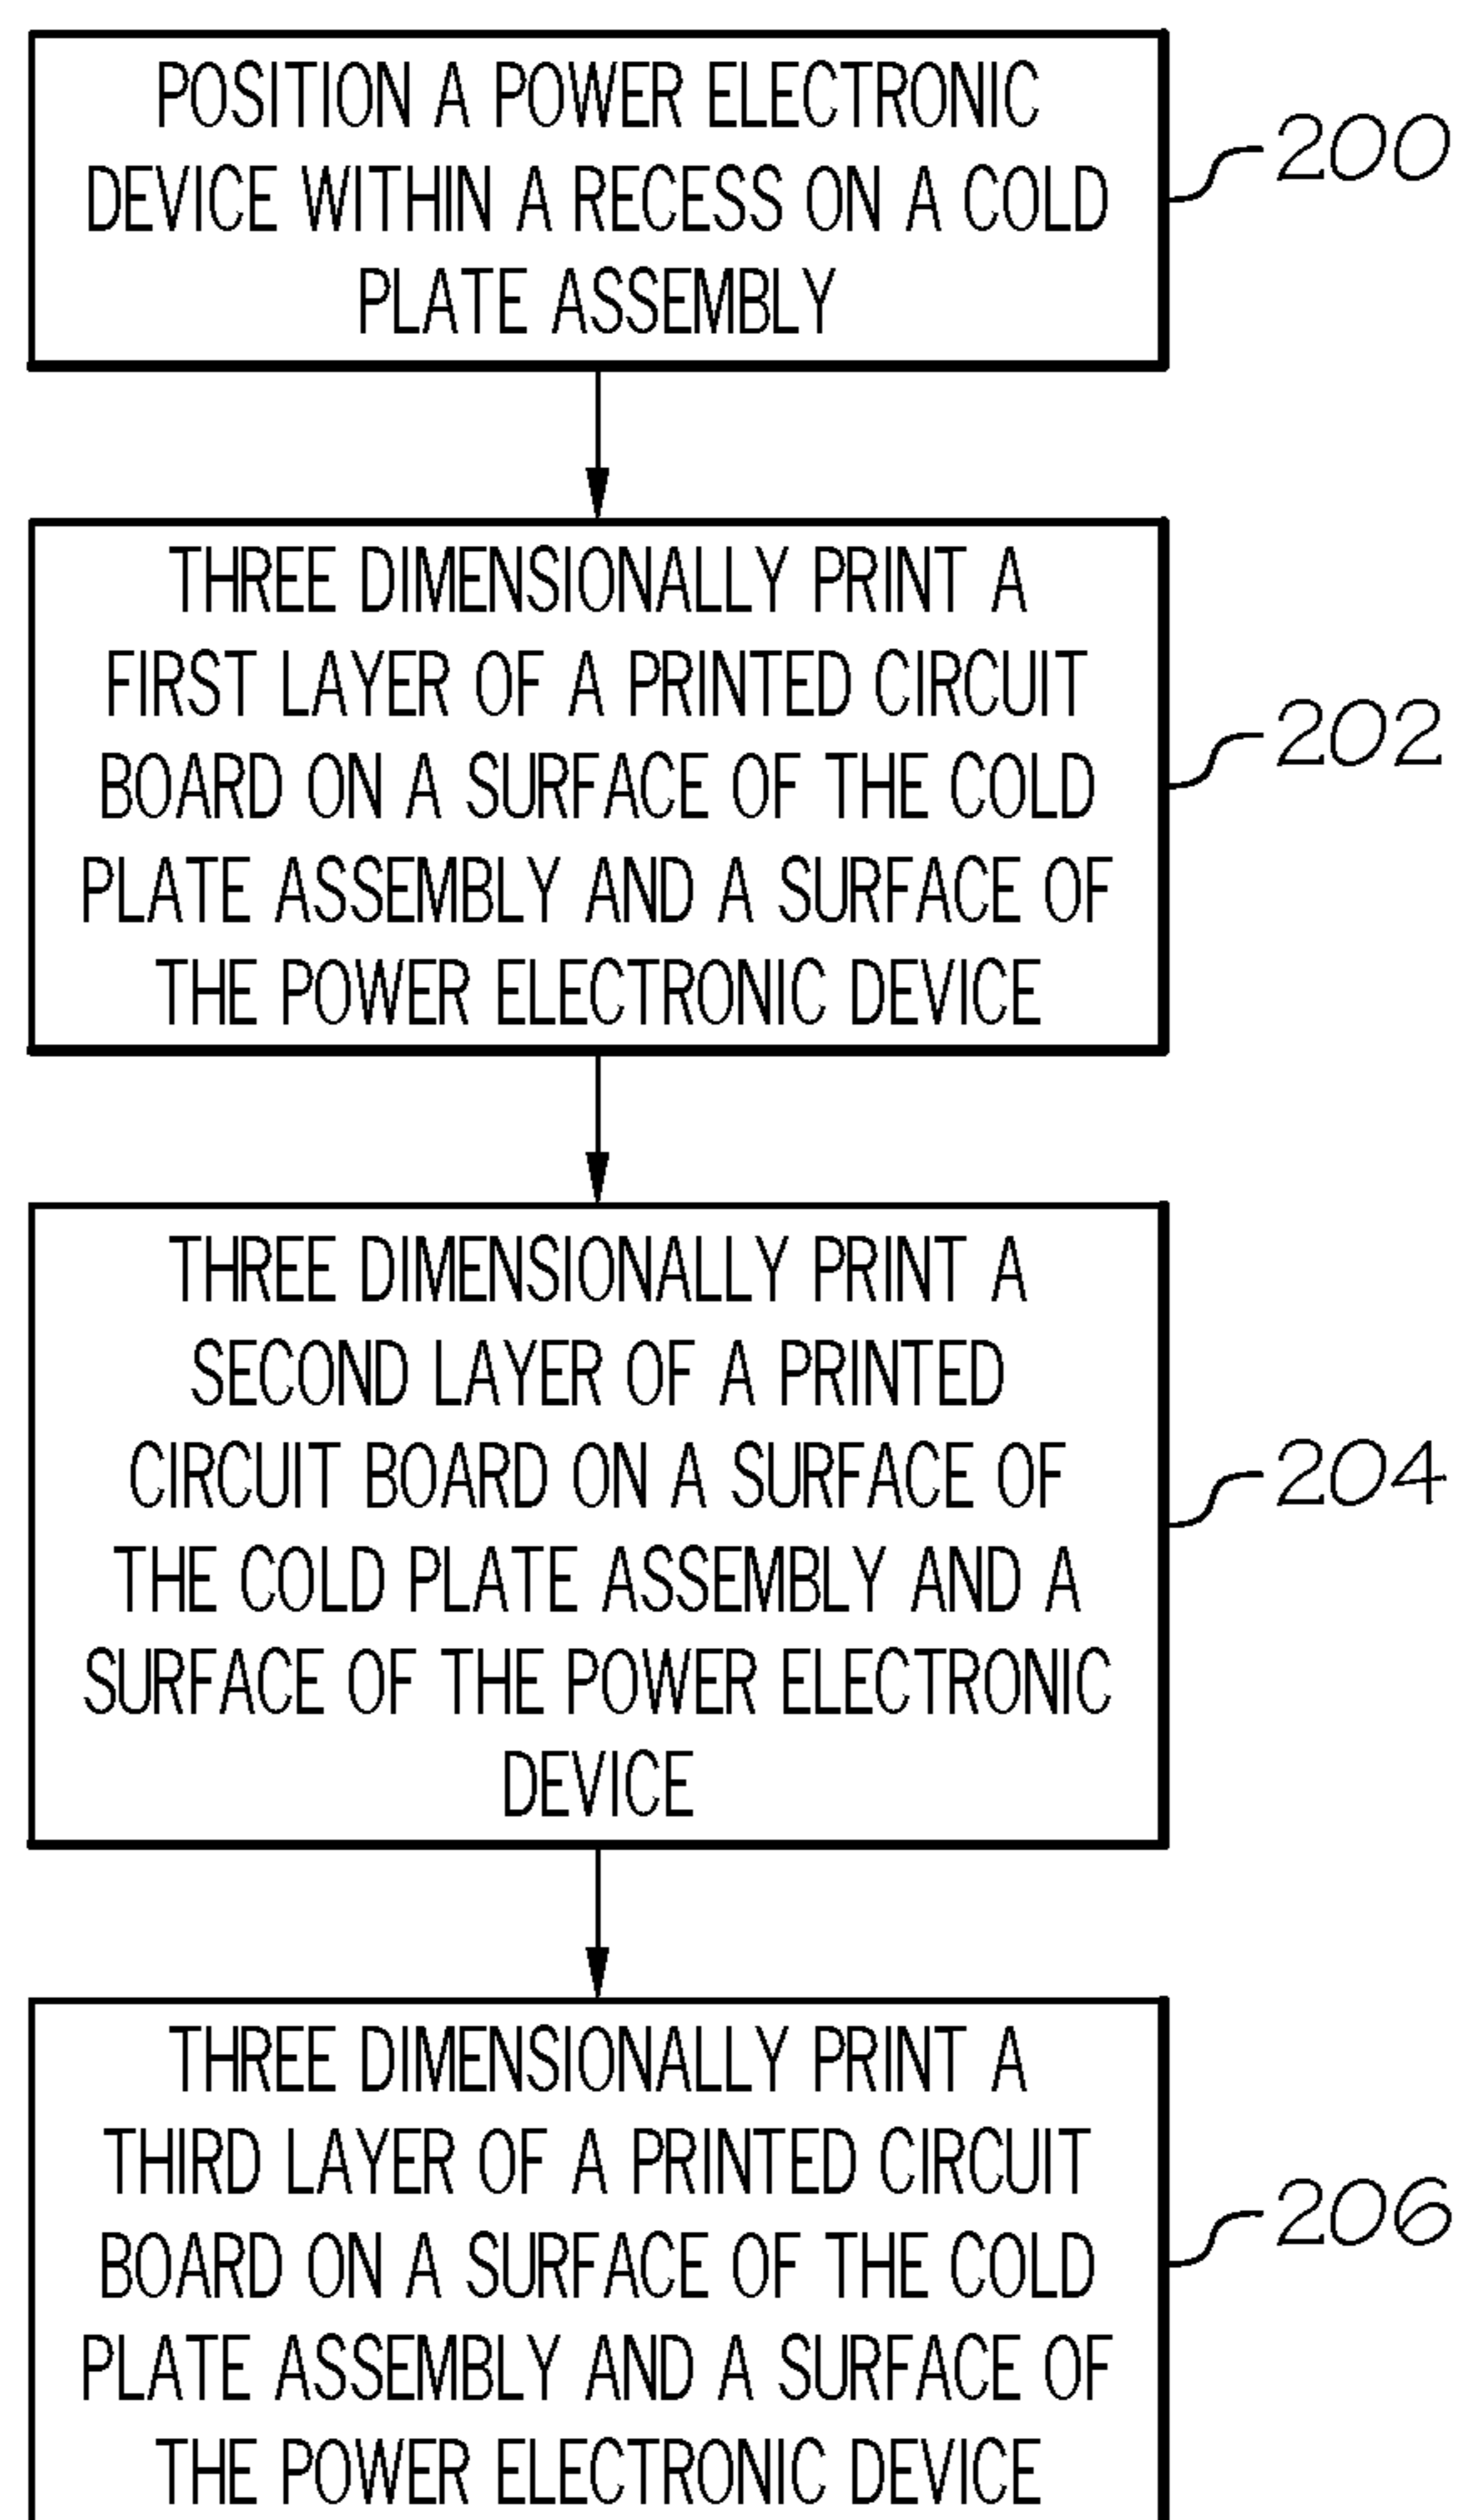 POSITION A POWER ELECTRONIC
DEVICE WITHIN A RECESS ON A COLD
PLATE ASSEMBLY
200
THREE DIMENSIONALLY PRINT A
FIRST LAYER OF A PRINTED CIRCUIT
BOARD ON A SURFACE OF THE COLD
PLATE ASSEMBLY AND A SURFACE OF
THE POWER ELECTRONIC DEVICE
202
THREE DIMENSIONALLY PRINT A
SECOND LAYER OF A PRINTED
CIRCUIT BOARD ON A SURFACE OF
THE COLD PLATE ASSEMBLY AND A
SURFACE OF THE POWER ELECTRONIC
DEVICE
204
THREE DIMENSIONALLY PRINT A
THIRD LAYER OF A PRINTED CIRCUIT
BOARD ON A SURFACE OF THE COLD
PLATE ASSEMBLY AND A SURFACE OF
THE POWER ELECTRONIC DEVICE
206